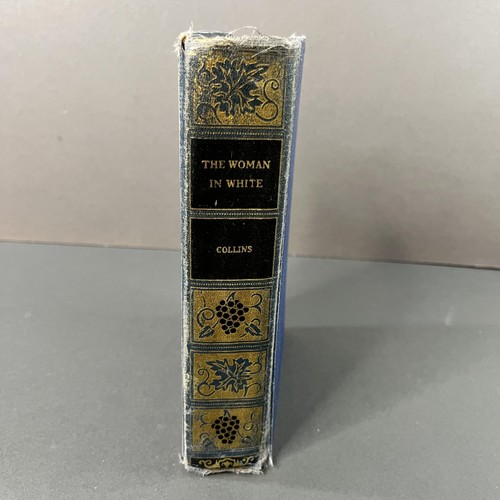 THE WOMAN
IN WHITE
COLLINS